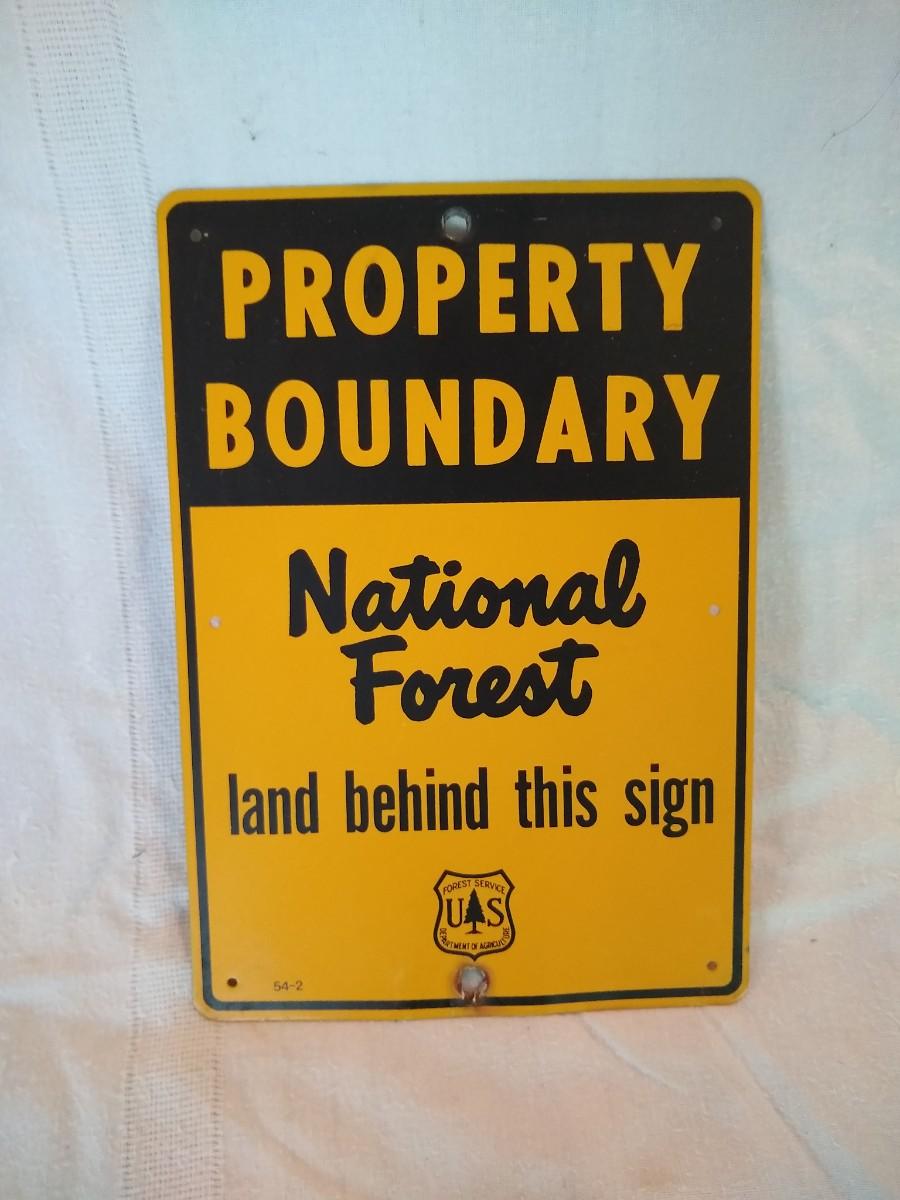 PROPERTY
BOUNDARY
National
Forest
land behind this sign
FOREST SERVICE
U S
DEPARTMENT OF AGRICULTURE
54-2